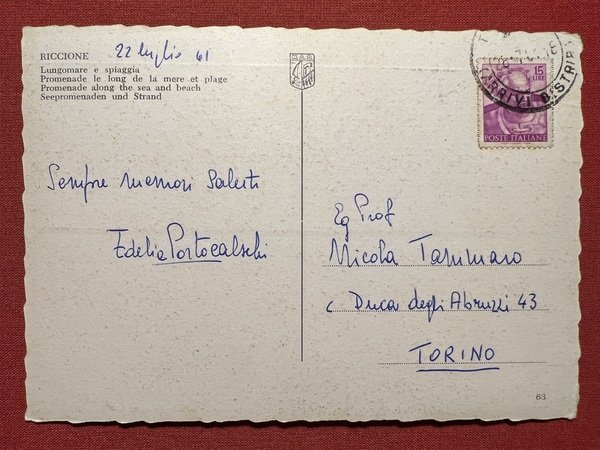 RICCIONE
22 luglio 61
Lungomare e spiaggia
Promenade le long de la mere et plage
Promenade along the sea and beach
Seepromenaden und Strand
15
LIRE
POSTE ITALIANE
ARRIVI
Sempre memori Saluti
Edelia
Eg Prof
Nicola Tammaro
c Duca degli Abruzzi 43
TORINO
63